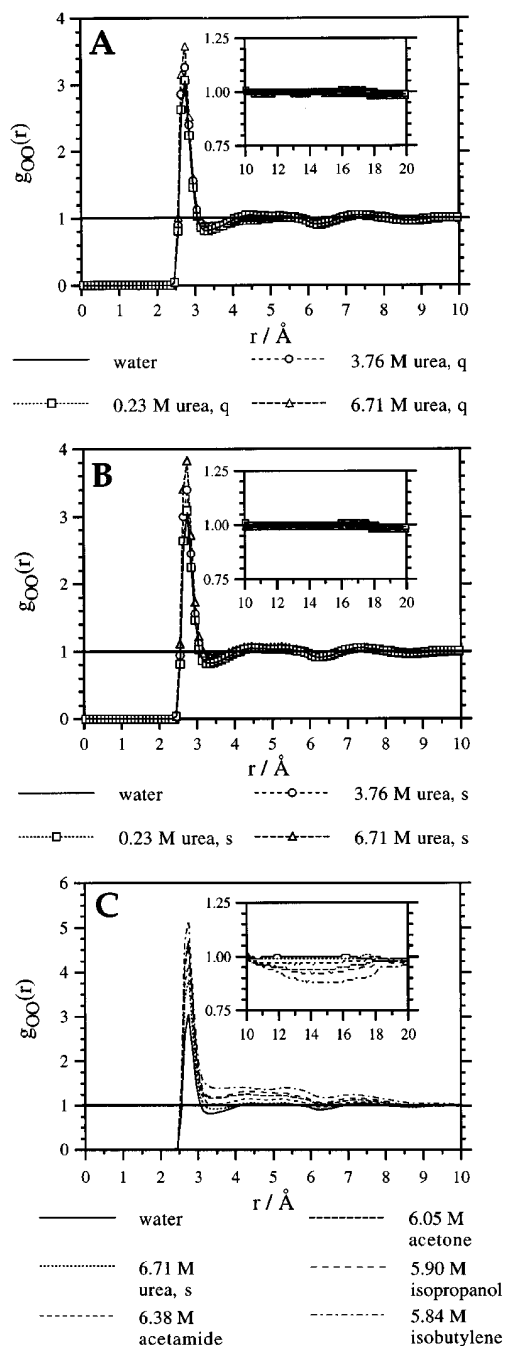 A
gOO(r)
4
3
2
1
0
1.25
1.00
0.75
10 12 14 16 18 20
0 1 2 3 4 5 6 7 8 9 10
r / Å
water
3.76 M urea, q
0.23 M urea, q
6.71 M urea, q
B
gOO(r)
4
3
2
1
0
1.25
1.00
0.75
10 12 14 16 18 20
0 1 2 3 4 5 6 7 8 9 10
r / Å
water
3.76 M urea, s
0.23 M urea, s
6.71 M urea, s
C
gOO(r)
6
5
4
3
2
1
0
1.25
1.00
0.75
10 12 14 16 18 20
0 1 2 3 4 5 6 7 8 9 10
r / Å
water
6.71 M
urea, s
6.38 M
acetamide
6.05 M
acetone
5.90 M
isopropanol
5.84 M
isobutylene